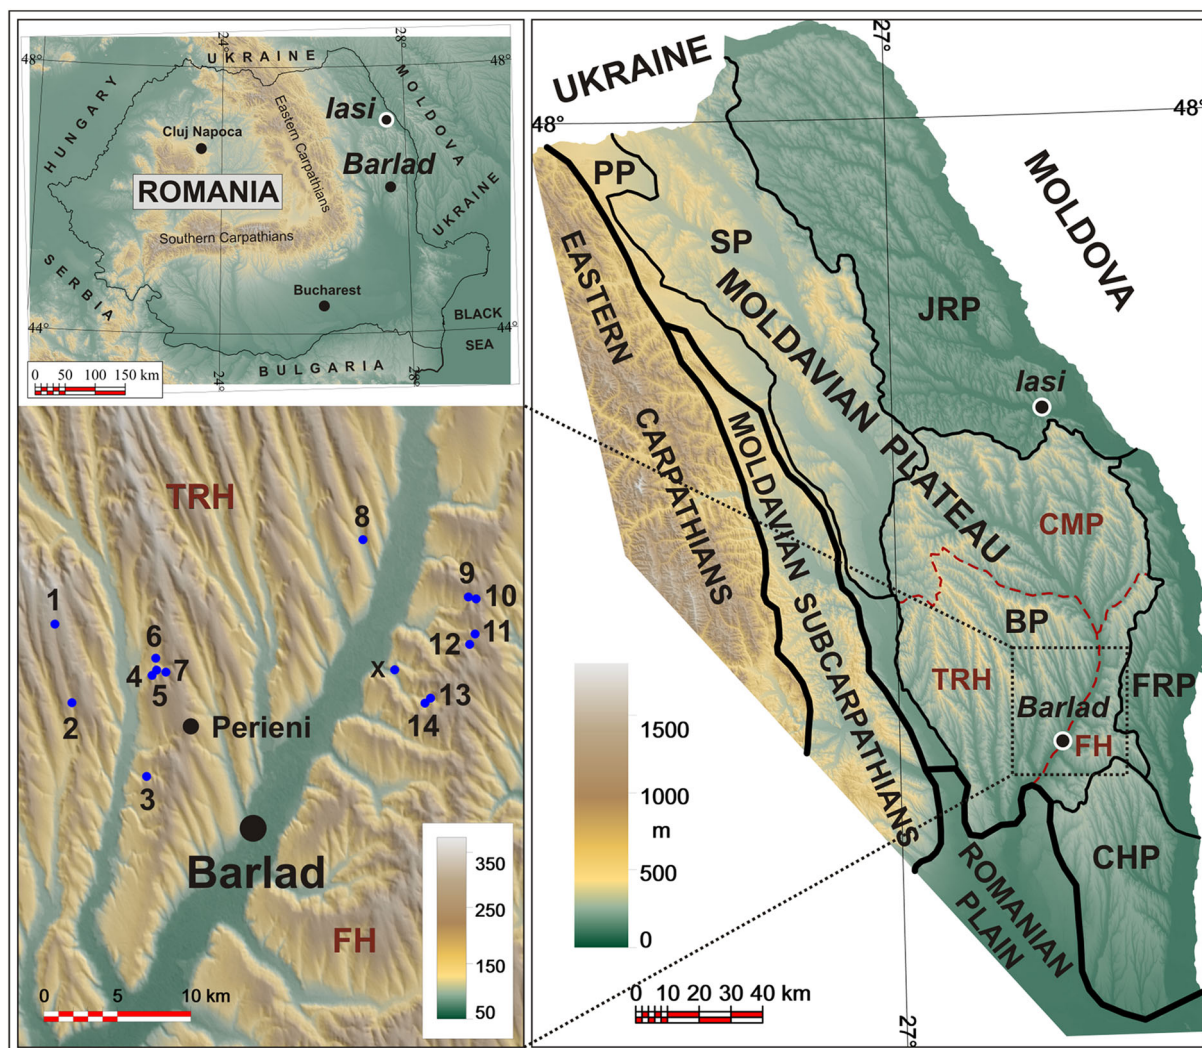 24°
28°
48°
48°
UKRAINE
HUNGARY
MOLDOVA
Iasi
Cluj Napoca
Eastern Carpathians
Barlad
ROMANIA
UKRAINE
Southern Carpathians
SERBIA
Bucharest
BLACK
SEA
44°
44°
BULGARIA
24°
28°
0 50 100 150 km
TRH
8
9
10
1
11
12
6
4
7
5
X
2
13
14
Perieni
3
Barlad
FH
350
250
150
50
0 5 10 km
27°
UKRAINE
48°
48°
PP
MOLDOVA
SP
EASTERN
CARPATHIANS
MOLDAVIAN PLATEAU
JRP
Iasi
MOLDAVIAN SUBCARPATHIANS
CMP
BP
TRH
FRP
Barlad
FH
1500
1000
m
500
0
CHP
ROMANIAN
PLAIN
0 10 20 30 40 km
27°